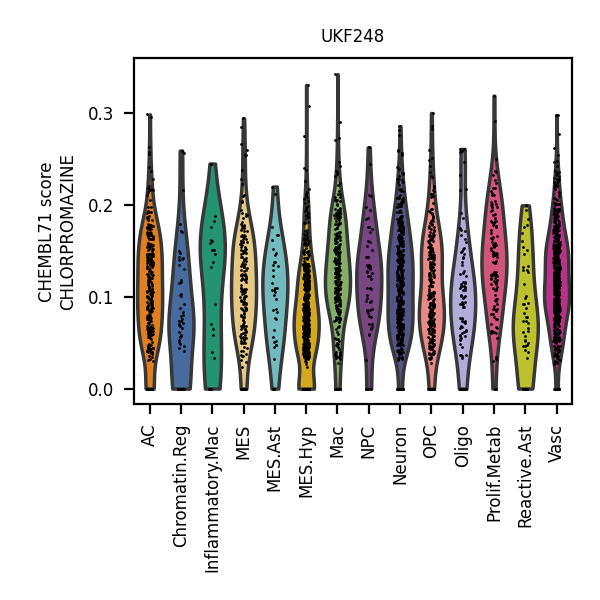 UKF248
CHEMBL71 score
CHLORPROMAZINE
0.3
0.2
0.1
0.0
AC
Chromatin.Reg
Inflammatory.Mac
MES
MES.Ast
MES.Hyp
Mac
NPC
Neuron
OPC
Oligo
Prolif.Metab
Reactive.Ast
Vasc